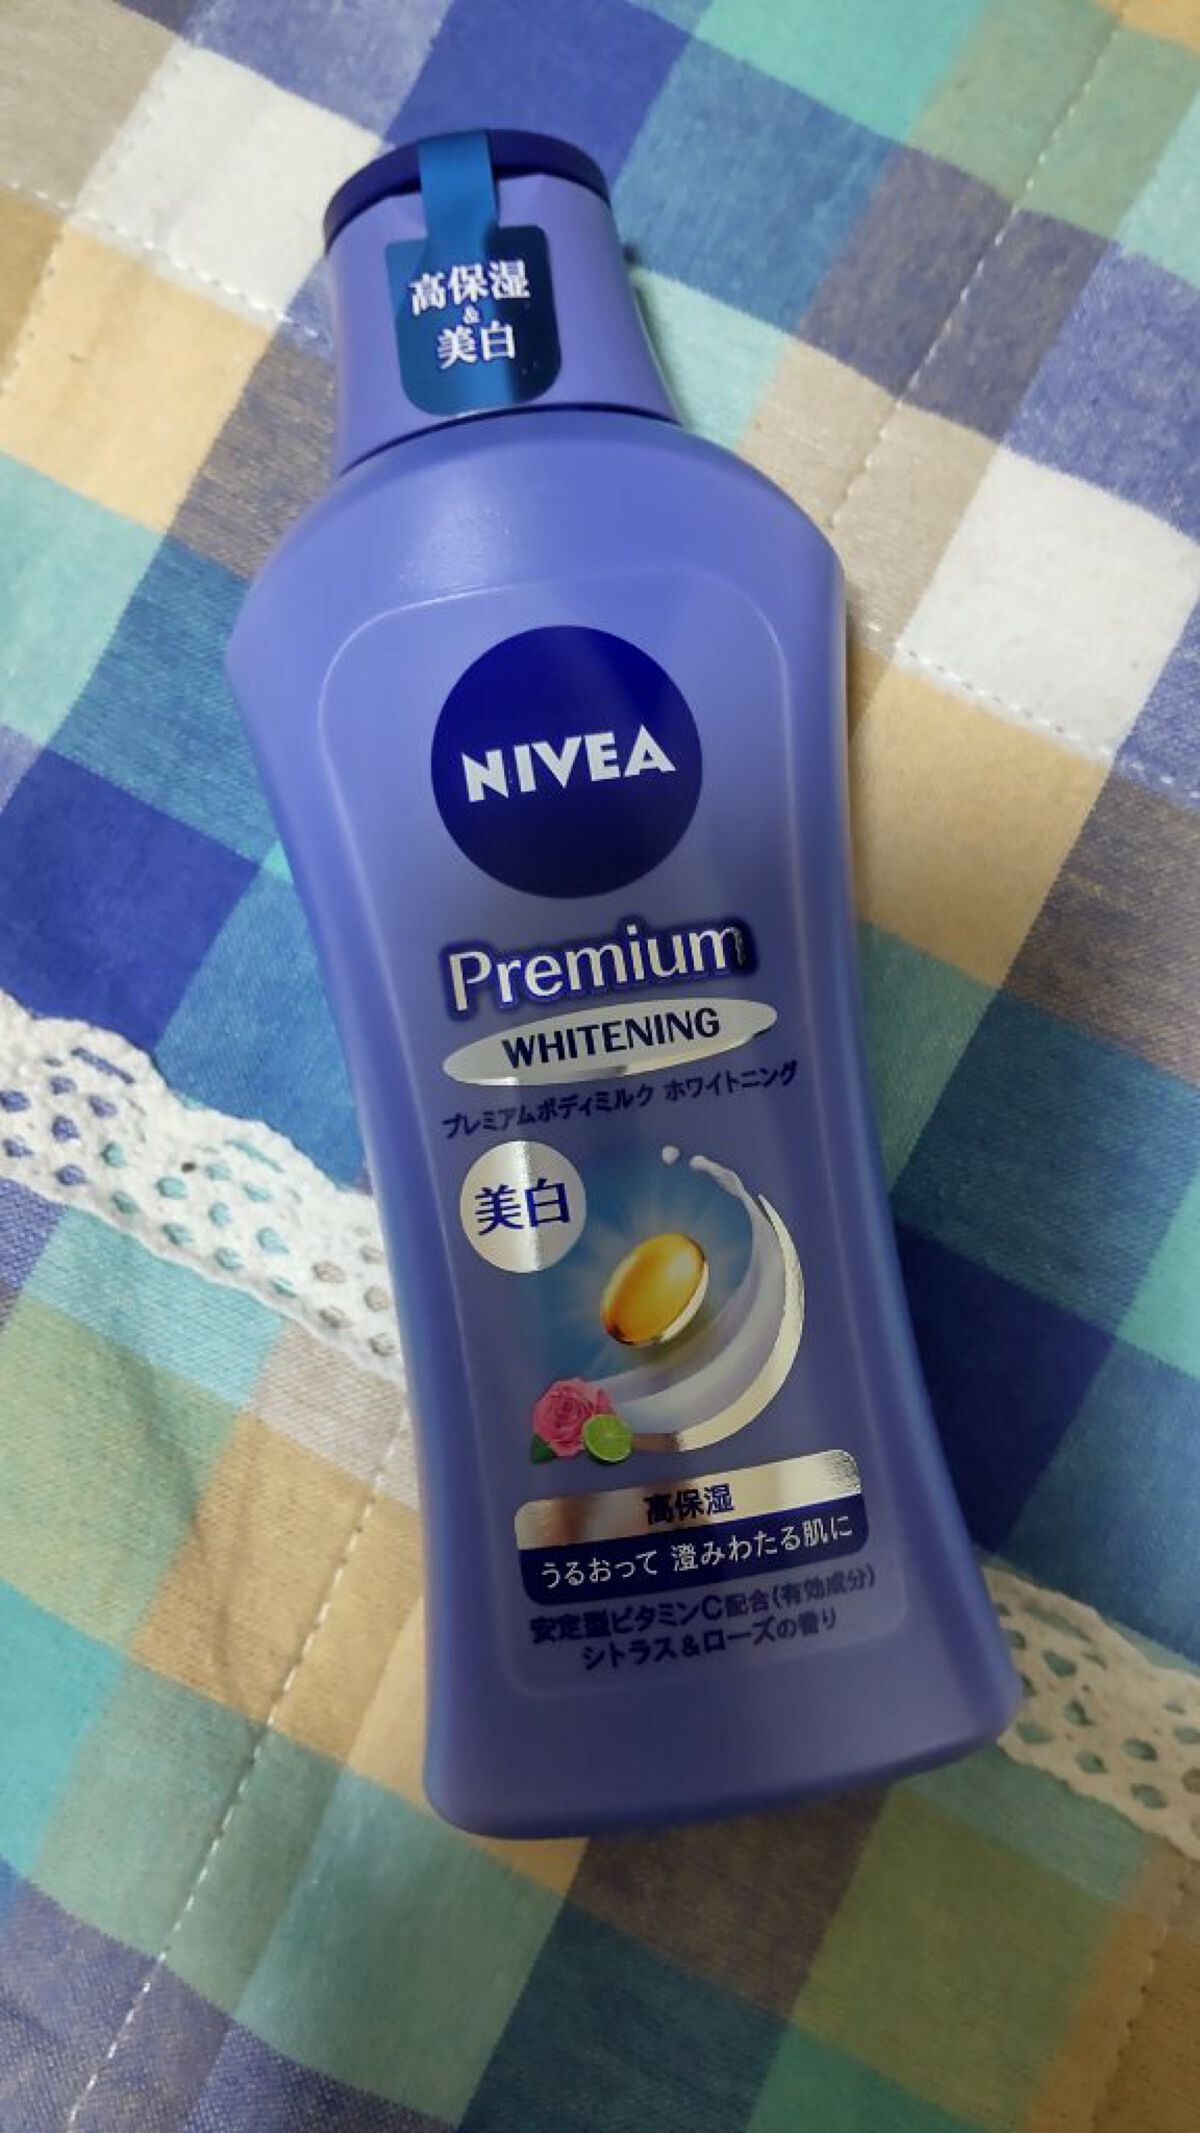 高保湿
&
美白
NIVEA
Premium
WHITENING
プレミアムボディミルク ホワイトニング
美白
高保湿
うるおって 澄みわたる肌に
安定型ビタミンC配合(有効成分)
シトラス&ローズの香り